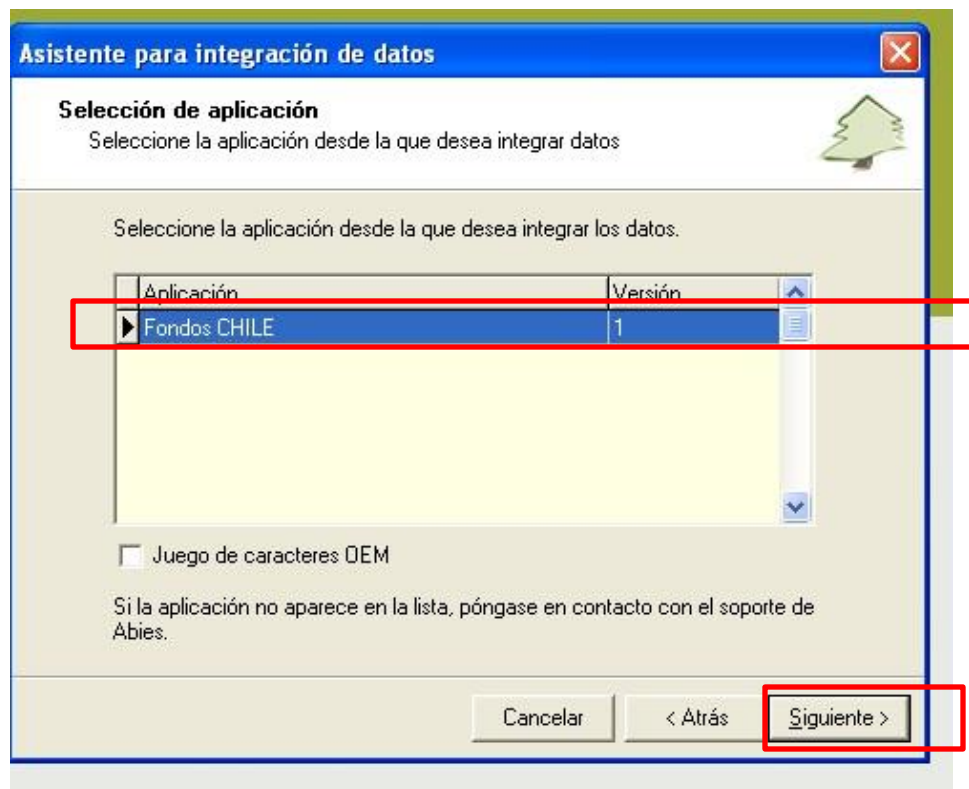 Asistente para integración de datos
Selección de aplicación
Seleccione la aplicación desde la que desea integrar datos
Seleccione la aplicación desde la que desea integrar los datos.
Aplicación Versión
Fondos CHILE 1
Juego de caracteres OEM
Si la aplicación no aparece en la lista, póngase en contacto con el soporte de
Abies.
Cancelar < Atrás Siguiente >